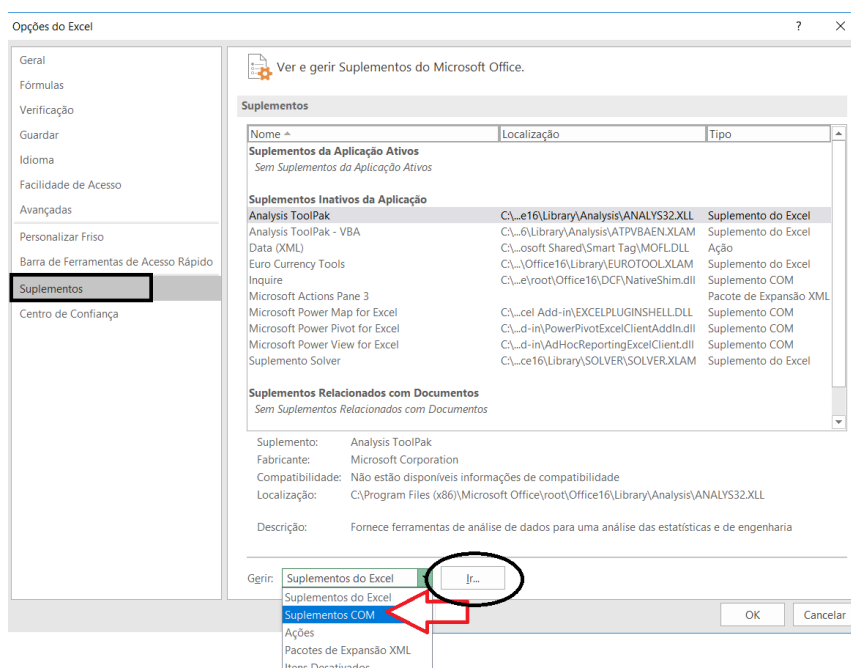 Opções do Excel ? ×
Geral
Fórmulas
Verificação
Guardar
Idioma
Facilidade de Acesso
Avançadas
Personalizar Friso
Barra de Ferramentas de Acesso Rápido
Suplementos
Centro de Confiança
Ver e gerir Suplementos do Microsoft Office.
Suplementos
Nome Localização Tipo
Suplementos da Aplicação Ativos
Sem Suplementos da Aplicação Ativos
Suplementos Inativos da Aplicação
Analysis ToolPak C:\...e16\Library\Analysis\ANALYS32.XLL Suplemento do Excel
Analysis ToolPak - VBA C:\...6\Library\Analysis\ATPVBAEN.XLAM Suplemento do Excel
Data (XML) C:\...osoft Shared\Smart Tag\MOFL.DLL Ação
Euro Currency Tools C:\...\Office16\Library\EUROTOOL.XLAM Suplemento do Excel
Inquire C:\...e\root\Office16\DCF\NativeShim.dll Suplemento COM
Microsoft Actions Pane 3 Pacote de Expansão XML
Microsoft Power Map for Excel C:\...cel Add-in\EXCELPLUGINSHELL.DLL Suplemento COM
Microsoft Power Pivot for Excel C:\...d-in\PowerPivotExcelClientAddIn.dll Suplemento COM
Microsoft Power View for Excel C:\...d-in\AdHocReportingExcelClient.dll Suplemento COM
Suplemento Solver C:\...ce16\Library\SOLVER\SOLVER.XLAM Suplemento do Excel
Suplementos Relacionados com Documentos
Sem Suplementos Relacionados com Documentos
Suplemento: Analysis ToolPak
Fabricante: Microsoft Corporation
Compatibilidade: Não estão disponíveis informações de compatibilidade
Localização: C:\Program Files (x86)\Microsoft Office\root\Office16\Library\Analysis\ANALYS32.XLL
Descrição: Fornece ferramentas de análise de dados para uma análise das estatísticas e de engenharia
Gerir: Suplementos do Excel Ir...
Suplementos do Excel
Suplementos COM
Ações
Pacotes de Expansão XML
Itens Desativados
OK Cancelar